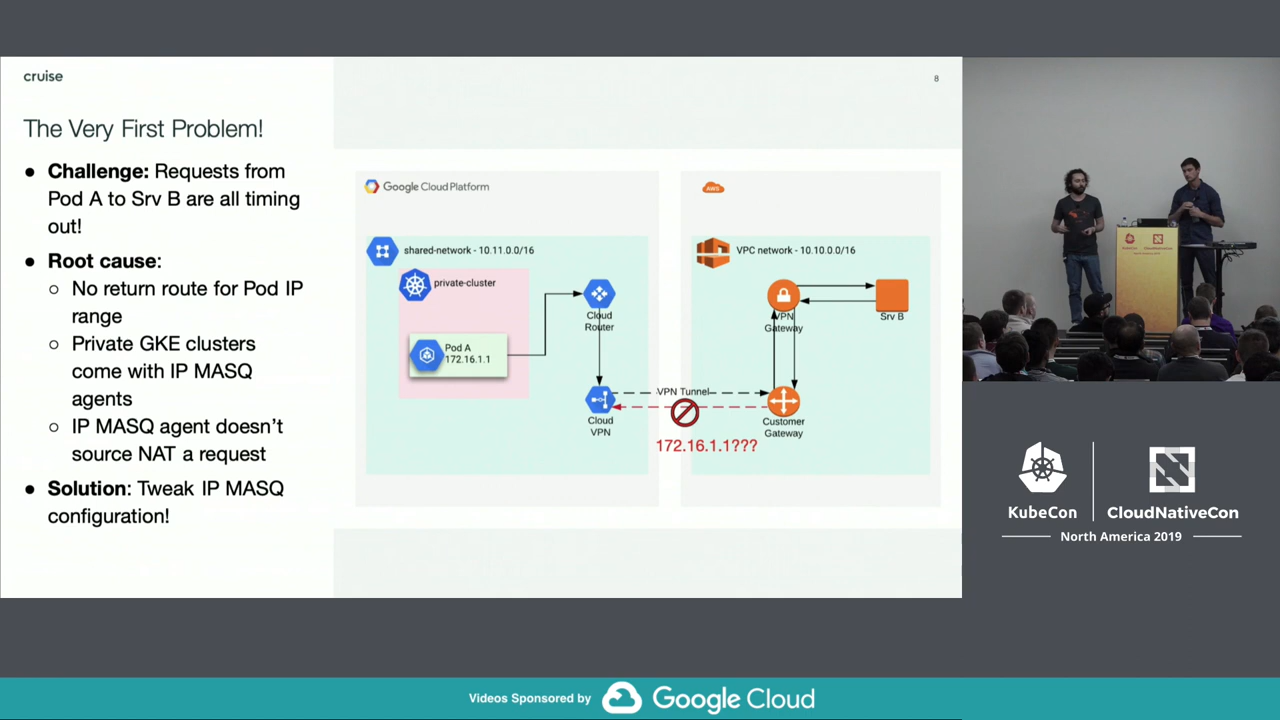 cruise
8
The Very First Problem!
● Challenge: Requests from
Pod A to Srv B are all timing
out!
● Root cause:
○ No return route for Pod IP
range
○ Private GKE clusters
come with IP MASQ
agents
○ IP MASQ agent doesn't
source NAT a request
● Solution: Tweak IP MASQ
configuration!
Google Cloud Platform
shared-network - 10.11.0.0/16
private-cluster
Pod A
172.16.1.1
Cloud
Router
Cloud
VPN
VPN Tunnel
172.16.1.1???
AWS
VPC network - 10.10.0.0/16
VPN
Gateway
Srv B
Customer
Gateway
KubeCon
CloudNativeCon
KubeCon
CloudNativeCon
North America 2019
Videos Sponsored by
Google Cloud